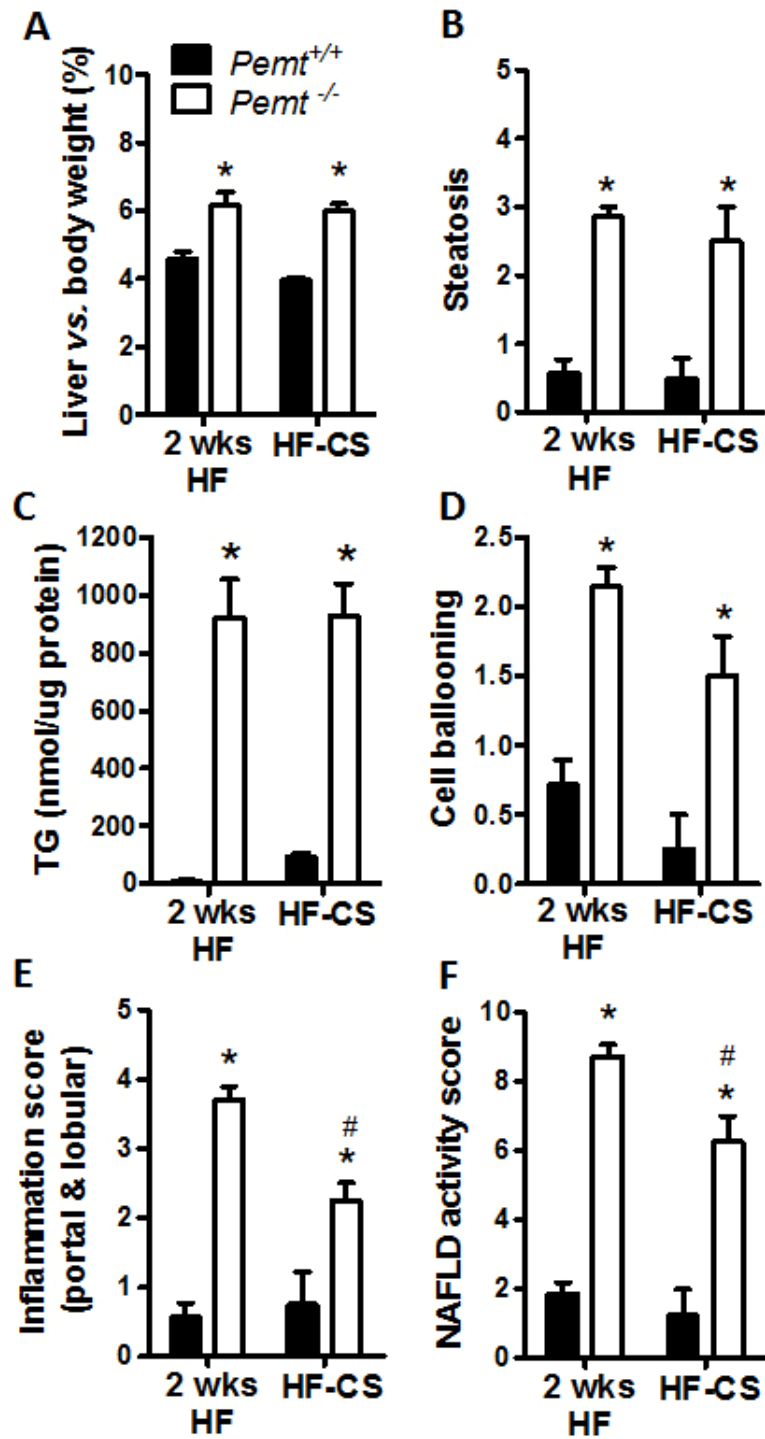 A
Liver vs. body weight (%)
10
8
6
4
2
0
Pemt+/+
Pemt -/-
*
*
2 wks
HF
HF-CS
B
Steatosis
5
4
3
2
1
0
*
*
2 wks
HF
HF-CS
C
TG (nmol/ug protein)
1200
1000
800
600
400
200
0
*
*
2 wks
HF
HF-CS
D
Cell ballooning
2.5
2.0
1.5
1.0
0.5
0.0
*
*
2 wks
HF
HF-CS
E
Inflammation score
(portal & lobular)
5
4
3
2
1
0
*
#
*
2 wks
HF
HF-CS
F
NAFLD activity score
10
8
6
4
2
0
*
#
*
2 wks
HF
HF-CS